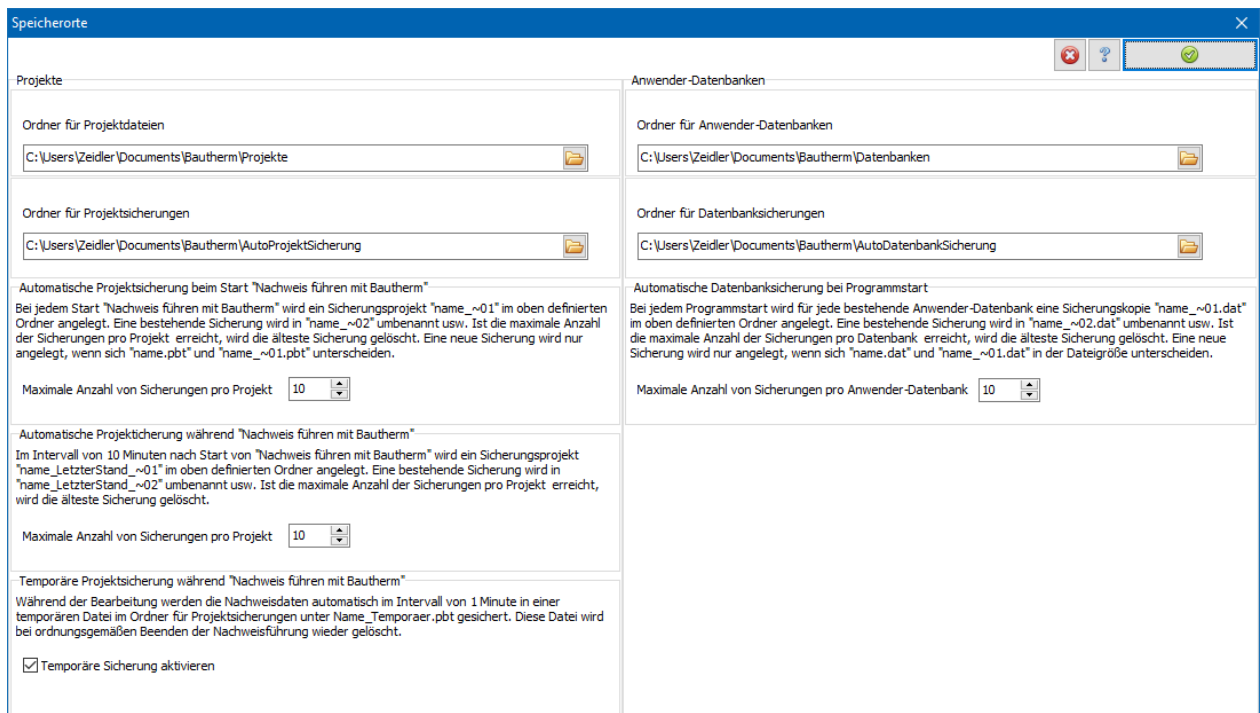 Speicherorte
Projekte
Ordner für Projektdateien
C:\Users\Zeidler\Documents\Bautherm\Projekte
Ordner für Projektsicherungen
C:\Users\Zeidler\Documents\Bautherm\AutoProjektSicherung
Automatische Projektsicherung beim Start "Nachweis führen mit Bautherm"
Bei jedem Start "Nachweis führen mit Bautherm" wird ein Sicherungsprojekt "name_~01" im oben definierten
Ordner angelegt. Eine bestehende Sicherung wird in "name_~02" umbenannt usw. Ist die maximale Anzahl
der Sicherungen pro Projekt erreicht, wird die älteste Sicherung gelöscht. Eine neue Sicherung wird nur
angelegt, wenn sich "name.pbt" und "name_~01.pbt" unterscheiden.
Maximale Anzahl von Sicherungen pro Projekt 10
Automatische Projekticherung während "Nachweis führen mit Bautherm"
Im Intervall von 10 Minuten nach Start von "Nachweis führen mit Bautherm" wird ein Sicherungsprojekt
"name_LetzterStand_~01" im oben definierten Ordner angelegt. Eine bestehende Sicherung wird in
"name_LetzterStand_~02" umbenannt usw. Ist die maximale Anzahl der Sicherungen pro Projekt erreicht,
wird die älteste Sicherung gelöscht.
Maximale Anzahl von Sicherungen pro Projekt 10
Temporäre Projektsicherung während "Nachweis führen mit Bautherm"
Während der Bearbeitung werden die Nachweisdaten automatisch im Intervall von 1 Minute in einer
temporären Datei im Ordner für Projektsicherungen unter Name_Temporaer.pbt gesichert. Diese Datei wird
bei ordnungsgemäßen Beenden der Nachweisführung wieder gelöscht.
Temporäre Sicherung aktivieren
Anwender-Datenbanken
Ordner für Anwender-Datenbanken
C:\Users\Zeidler\Documents\Bautherm\Datenbanken
Ordner für Datenbanksicherungen
C:\Users\Zeidler\Documents\Bautherm\AutoDatenbankSicherung
Automatische Datenbanksicherung bei Programmstart
Bei jedem Programmstart wird für jede bestehende Anwender-Datenbank eine Sicherungskopie "name_~01.dat"
im oben definierten Ordner angelegt. Eine bestehende Sicherung wird in "name_~02.dat" umbenannt usw. Ist
die maximale Anzahl der Sicherungen pro Datenbank erreicht, wird die älteste Sicherung gelöscht. Eine neue
Sicherung wird nur angelegt, wenn sich "name.dat" und "name_~01.dat" in der Dateigröße unterscheiden.
Maximale Anzahl von Sicherungen pro Anwender-Datenbank 10